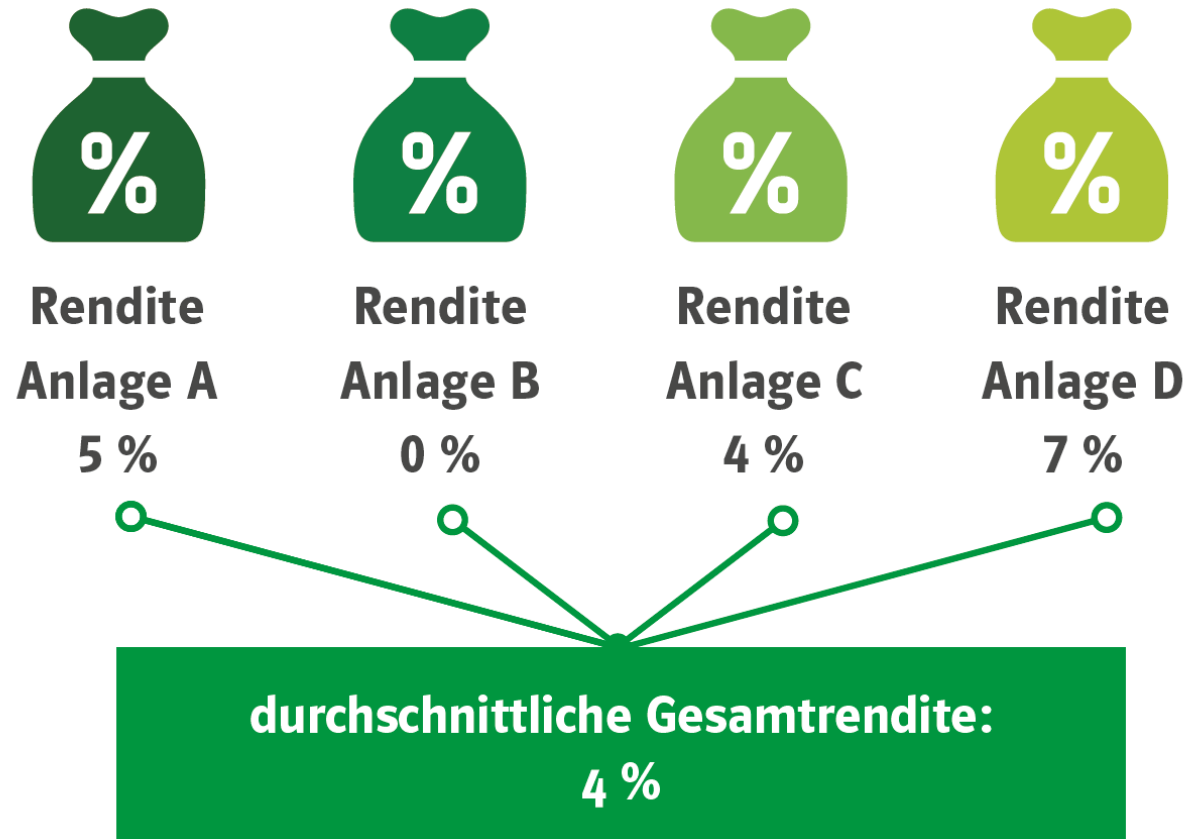 %
%
%
%
Rendite
Anlage A
5 %
Rendite
Anlage B
0 %
Rendite
Anlage C
4 %
Rendite
Anlage D
7 %
durchschnittliche Gesamtrendite:
4 %